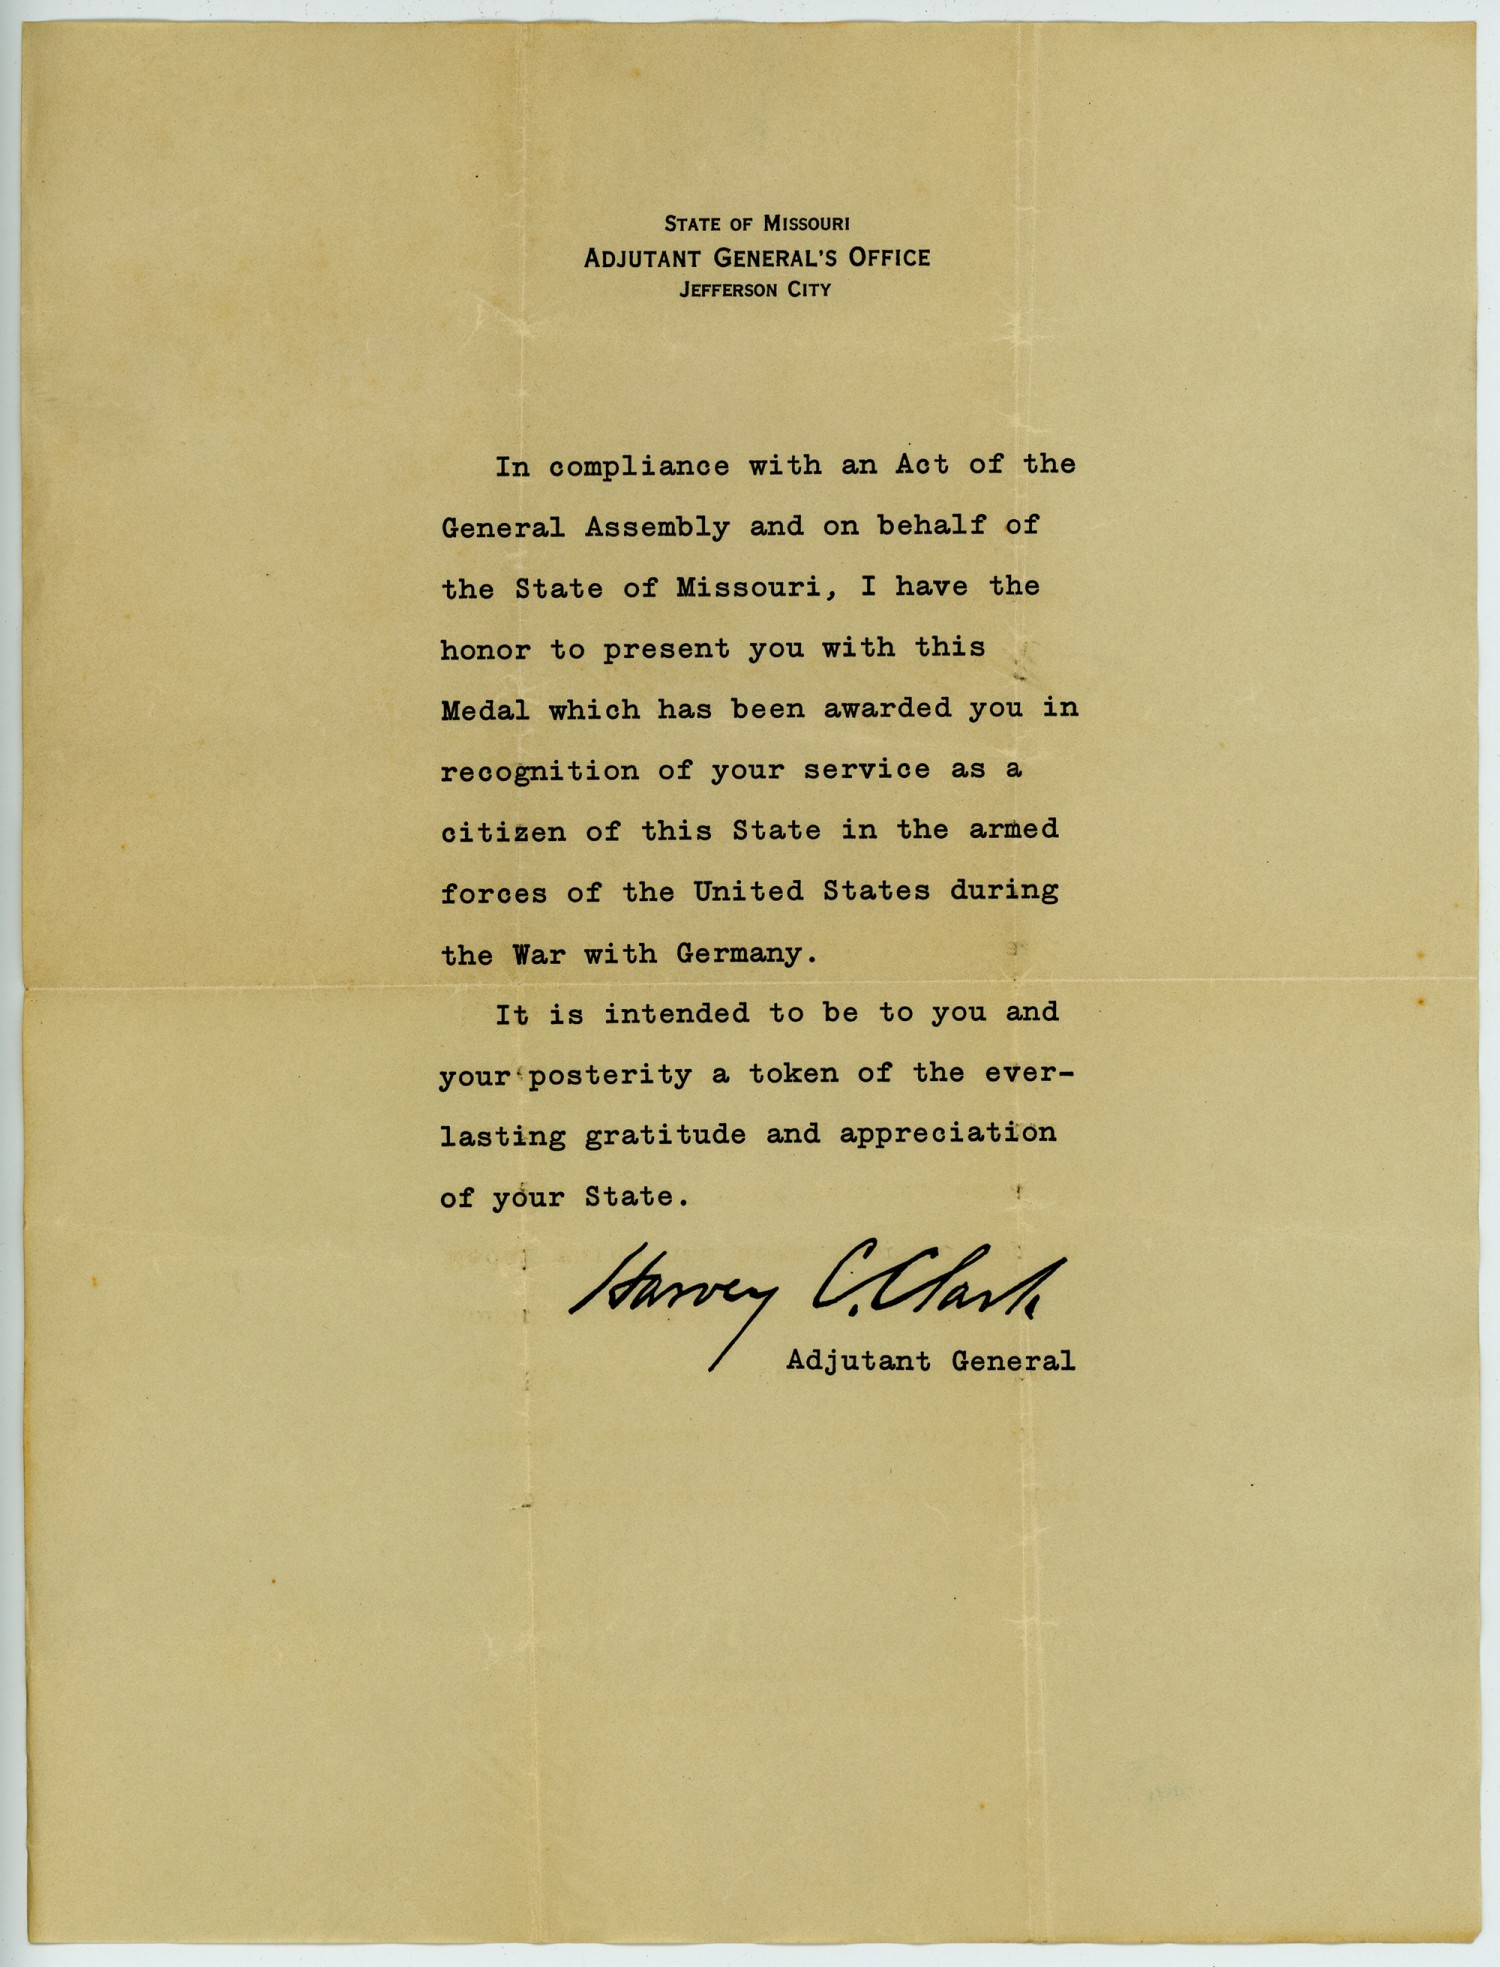 STATE OF MISSOURI
ADJUTANT GENERAL'S OFFICE
JEFFERSON CITY
In compliance with an Act of the
General Assembly and on behalf of
the State of Missouri, I have the
honor to present you with this
Medal which has been awarded you in
recognition of your service as a
citizen of this State in the armed
forces of the United States during
the War with Germany.
It is intended to be to you and
your posterity a token of the ever-
lasting gratitude and appreciation
of your State.
Harvey C. Clark
Adjutant General